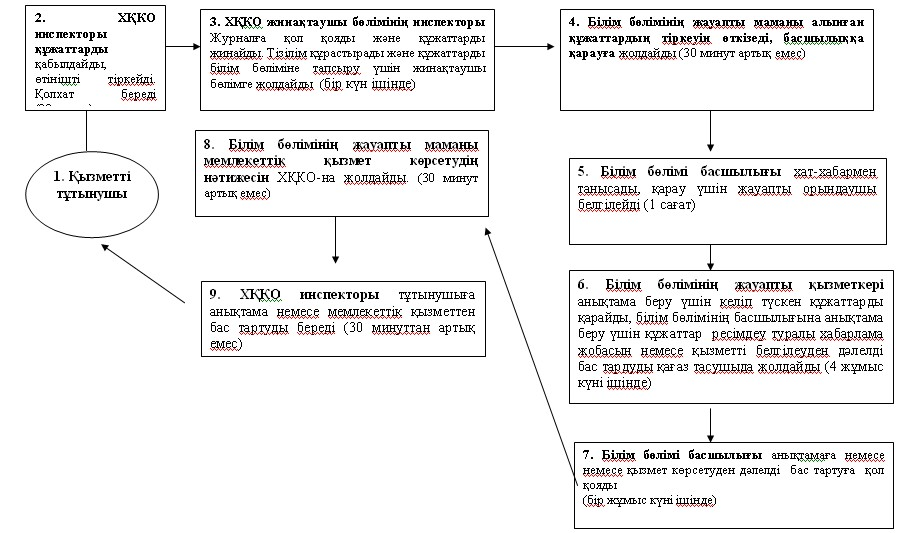 2. ХҚКО
инспекторы
құжаттарды
қабылдайды,
өтінішті тіркейді.
Қолхат береді
3. ХҚКО жинақтаушы бөлімінің инспекторы
Журналға қол қояды және құжаттарды
жинайды. Тізілім құрастырады және құжаттарды
білім бөліміне тапсыру үшін жинақтаушы
бөлімге жолдайды (бір күн ішінде)
4. Білім бөлімінің жауапты маманы алынған
құжаттардың тіркеуін өткізеді, басшылыққа
қарауға жолдайды (30 минут артық емес)
1. Қызметті
тұтынушы
8. Білім бөлімінің жауапты маманы
мемлекеттік қызмет көрсетудің
нәтижесін ХҚКО-на жолдайды. (30 минут
артық емес)
5. Білім бөлімі басшылығы хат-хабармен
танысады, қарау үшін жауапты орындаушы
белгілейді (1 сағат)
9. ХҚКО инспекторы тұтынушыға
анықтама немесе мемлекеттік қызметтен
бас тартуды береді (30 минуттан артық
емес)
6. Білім бөлімінің жауапты қызметкері
анықтама беру үшін келіп түскен құжаттарды
қарайды, білім бөлімінің басшылығына анықтама
беру үшін құжаттар ресімдеу туралы хабарлама
жобасын немесе қызметті белгілеуден дәлелді
бас тардуды қағаз тасушыда жолдайды (4 жұмыс
күні ішінде)
7. Білім бөлімі басшылығы анықтамаға немесе
немесе қызмет көрсетуден дәлелді бас тартуға қол
қояды
(бір жұмыс күні ішінде)